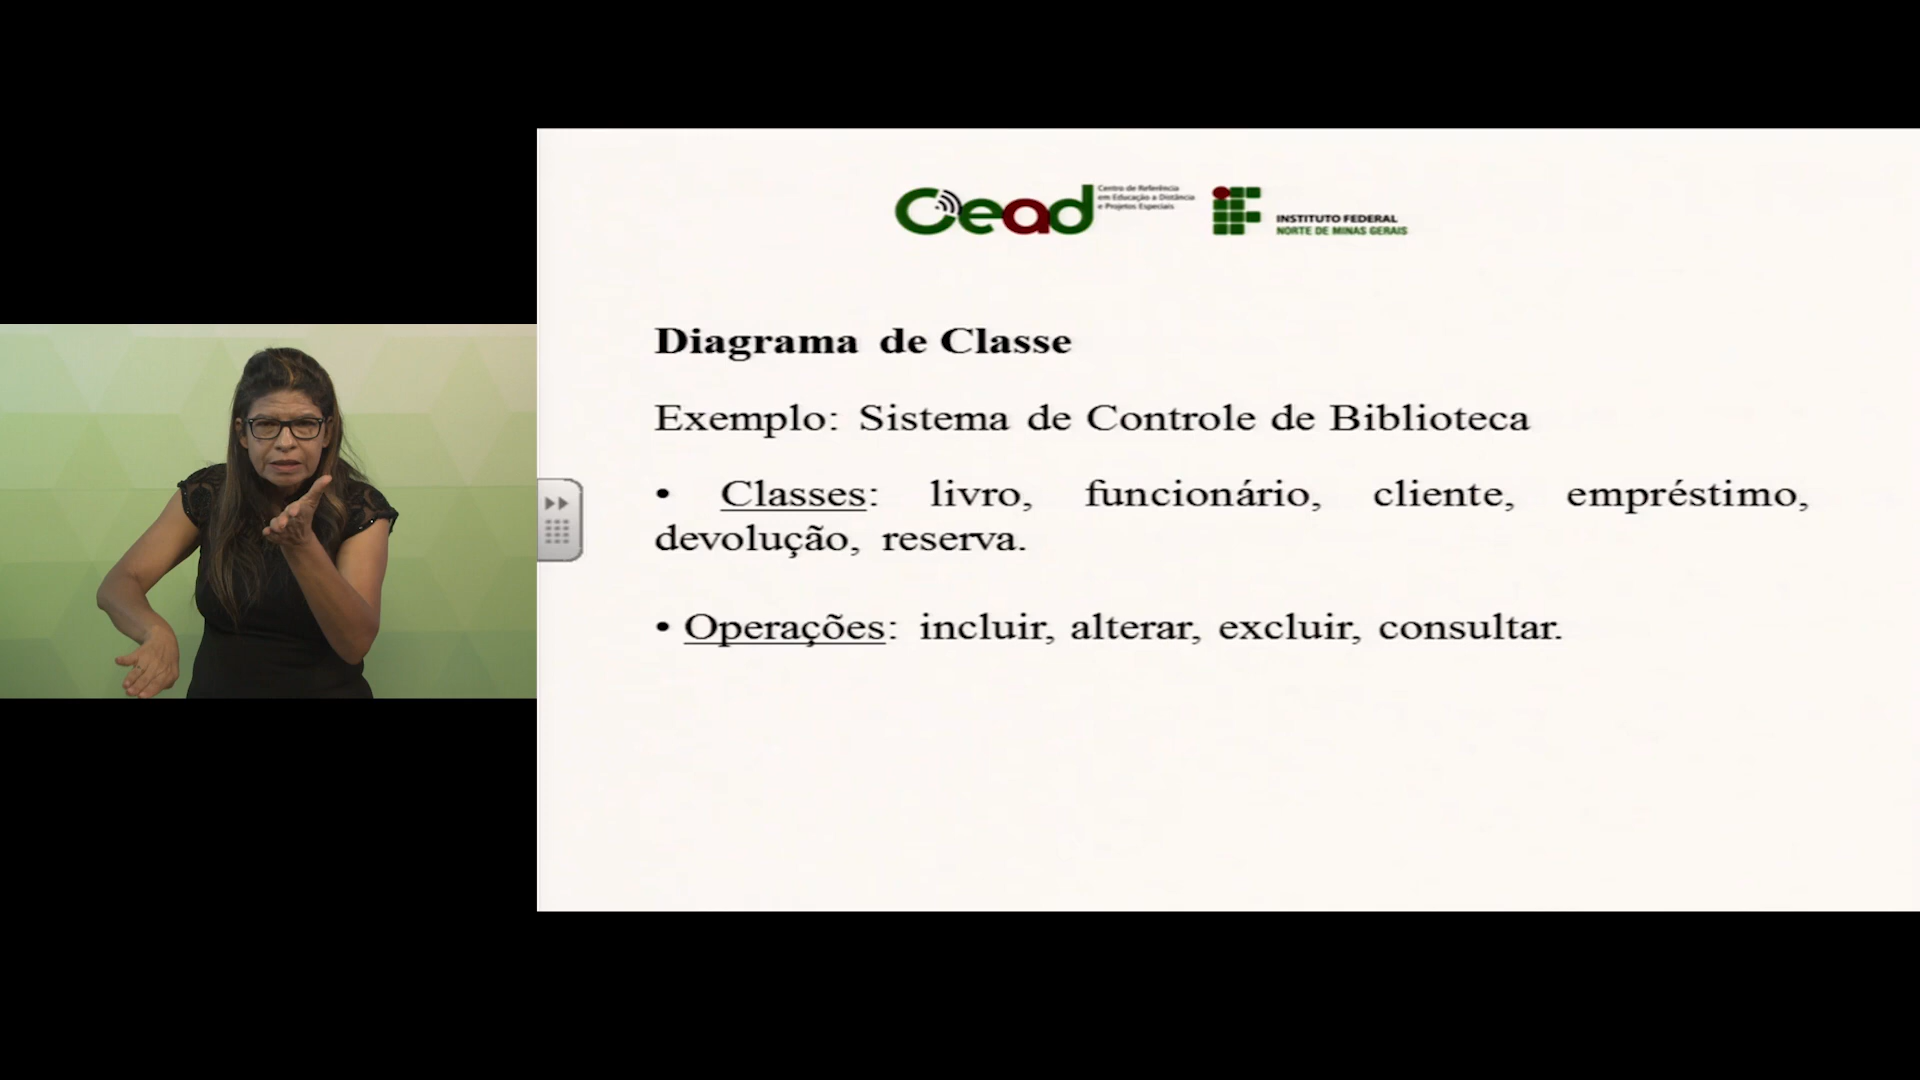 Cead
Centro de Referência
em Educação a Distância
e Projetos Especiais
INSTITUTO FEDERAL
NORTE DE MINAS GERAIS
Diagrama de Classe
Exemplo: Sistema de Controle de Biblioteca
• Classes: livro, funcionário, cliente, empréstimo,
devolução, reserva.
• Operações: incluir, alterar, excluir, consultar.